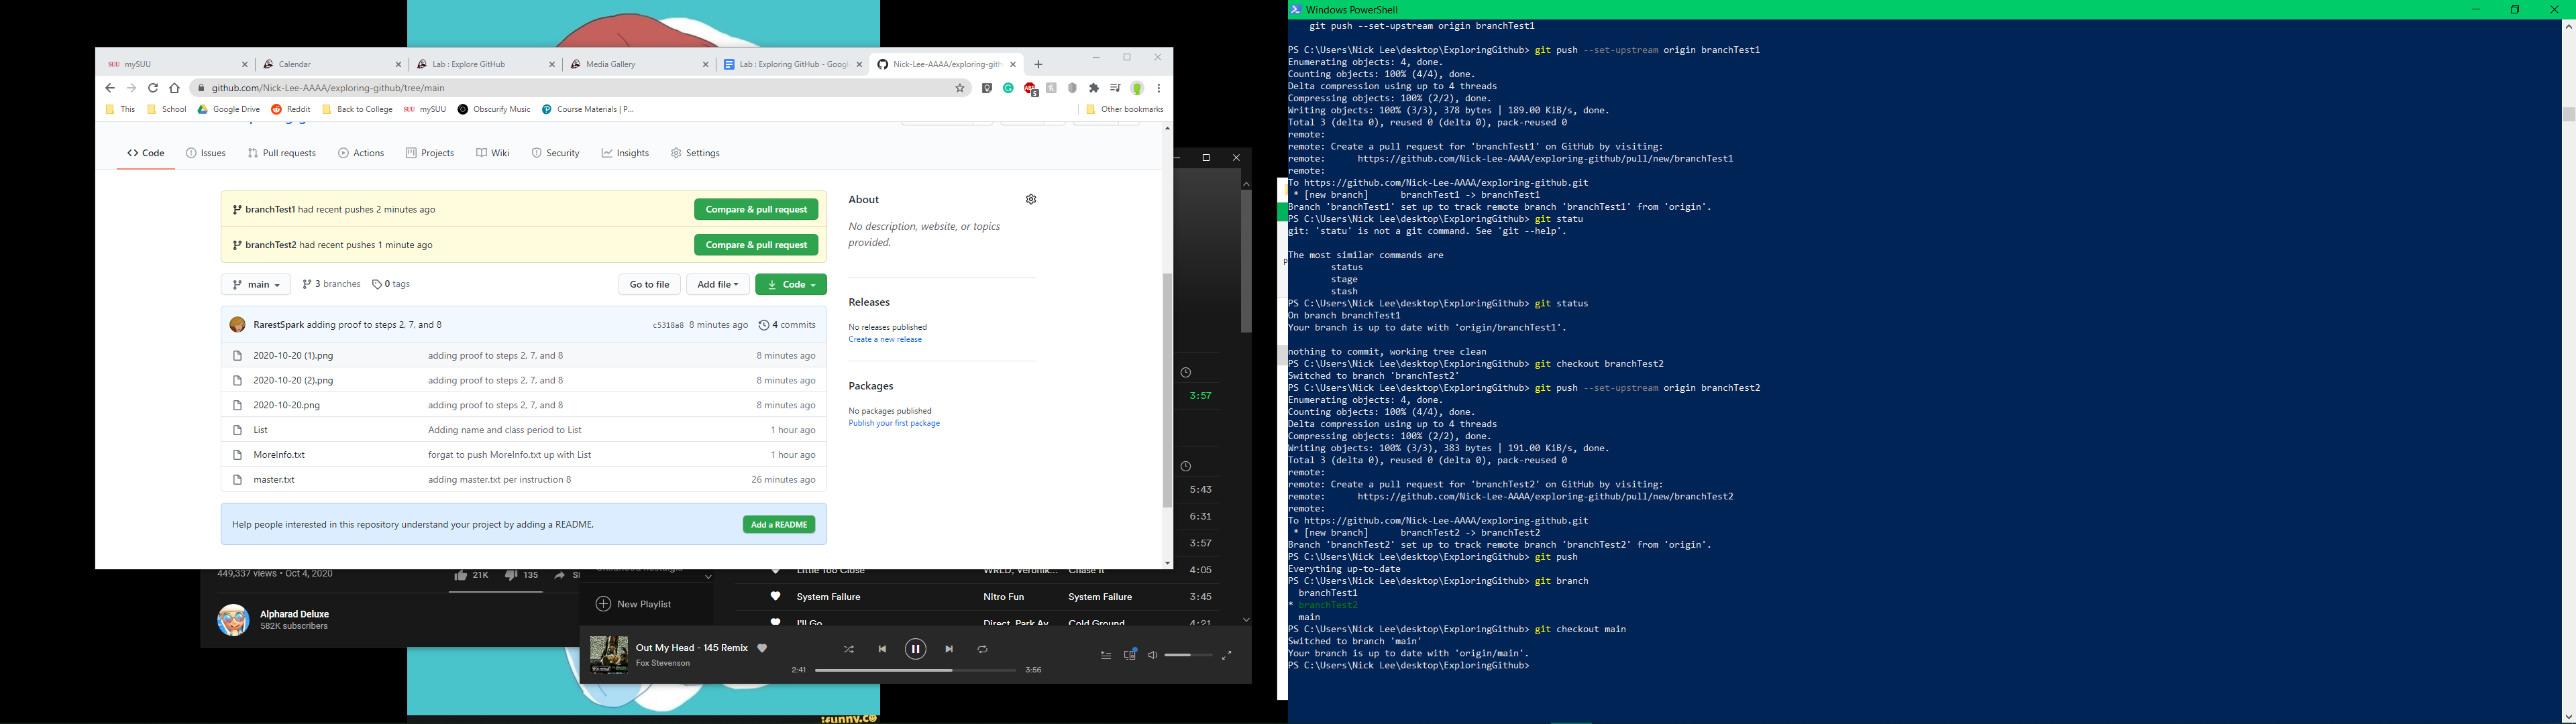 mySUU
Calendar
Lab : Explore GitHub
Media Gallery
Lab : Exploring GitHub - Google
Nick-Lee-AAAA/exploring-gith
github.com/Nick-Lee-AAAA/exploring-github/tree/main
This
School
Google Drive
Reddit
Back to College
SUU mySUU
Obscurify Music
Course Materials | P...
Other bookmarks
Code
Issues
Pull requests
Actions
Projects
Wiki
Security
Insights
Settings
branchTest1 had recent pushes 2 minutes ago
Compare & pull request
branchTest2 had recent pushes 1 minute ago
Compare & pull request
main
3 branches
0 tags
Go to file
Add file
Code
RarestSpark adding proof to steps 2, 7, and 8
c5318a8 8 minutes ago
4 commits
2020-10-20 (1).png adding proof to steps 2, 7, and 8 8 minutes ago
2020-10-20 (2).png adding proof to steps 2, 7, and 8 8 minutes ago
2020-10-20.png adding proof to steps 2, 7, and 8 8 minutes ago
List Adding name and class period to List 1 hour ago
MoreInfo.txt forgat to push MoreInfo.txt up with List 1 hour ago
master.txt adding master.txt per instruction 8 26 minutes ago
Help people interested in this repository understand your project by adding a README.
Add a README
About
No description, website, or topics
provided.
Releases
No releases published
Create a new release
Packages
No packages published
Publish your first package
3:57
5:43
6:31
3:57
4:05
449,337 views • Oct 4, 2020
21K
135
Alpharad Deluxe
582K subscribers
New Playlist
Little Too Close WRLD, Veronik... Chase It
System Failure Nitro Fun System Failure 3:45
I'll Go Direct, Park Av Cold Ground 4:21
Out My Head - 145 Remix
Fox Stevenson
2:41
3:56
ifunny.co
Windows PowerShell
git push --set-upstream origin branchTest1
PS C:\Users\Nick Lee\desktop\ExploringGithub> git push --set-upstream origin branchTest1
Enumerating objects: 4, done.
Counting objects: 100% (4/4), done.
Delta compression using up to 4 threads
Compressing objects: 100% (2/2), done.
Writing objects: 100% (3/3), 378 bytes | 189.00 KiB/s, done.
Total 3 (delta 0), reused 0 (delta 0), pack-reused 0
remote:
remote: Create a pull request for 'branchTest1' on GitHub by visiting:
remote:      https://github.com/Nick-Lee-AAAA/exploring-github/pull/new/branchTest1
remote:
To https://github.com/Nick-Lee-AAAA/exploring-github.git
 * [new branch]      branchTest1 -> branchTest1
Branch 'branchTest1' set up to track remote branch 'branchTest1' from 'origin'.
PS C:\Users\Nick Lee\desktop\ExploringGithub> git statu
git: 'statu' is not a git command. See 'git --help'.
The most similar commands are
status
stage
stash
PS C:\Users\Nick Lee\desktop\ExploringGithub> git status
On branch branchTest1
Your branch is up to date with 'origin/branchTest1'.
nothing to commit, working tree clean
PS C:\Users\Nick Lee\desktop\ExploringGithub> git checkout branchTest2
Switched to branch 'branchTest2'
PS C:\Users\Nick Lee\desktop\ExploringGithub> git push --set-upstream origin branchTest2
Enumerating objects: 4, done.
Counting objects: 100% (4/4), done.
Delta compression using up to 4 threads
Compressing objects: 100% (2/2), done.
Writing objects: 100% (3/3), 383 bytes | 191.00 KiB/s, done.
Total 3 (delta 0), reused 0 (delta 0), pack-reused 0
remote:
remote: Create a pull request for 'branchTest2' on GitHub by visiting:
remote:      https://github.com/Nick-Lee-AAAA/exploring-github/pull/new/branchTest2
remote:
To https://github.com/Nick-Lee-AAAA/exploring-github.git
 * [new branch]      branchTest2 -> branchTest2
Branch 'branchTest2' set up to track remote branch 'branchTest2' from 'origin'.
PS C:\Users\Nick Lee\desktop\ExploringGithub> git push
Everything up-to-date
PS C:\Users\Nick Lee\desktop\ExploringGithub> git branch
branchTest1
* branchTest2
main
PS C:\Users\Nick Lee\desktop\ExploringGithub> git checkout main
Switched to branch 'main'
Your branch is up to date with 'origin/main'.
PS C:\Users\Nick Lee\desktop\ExploringGithub>